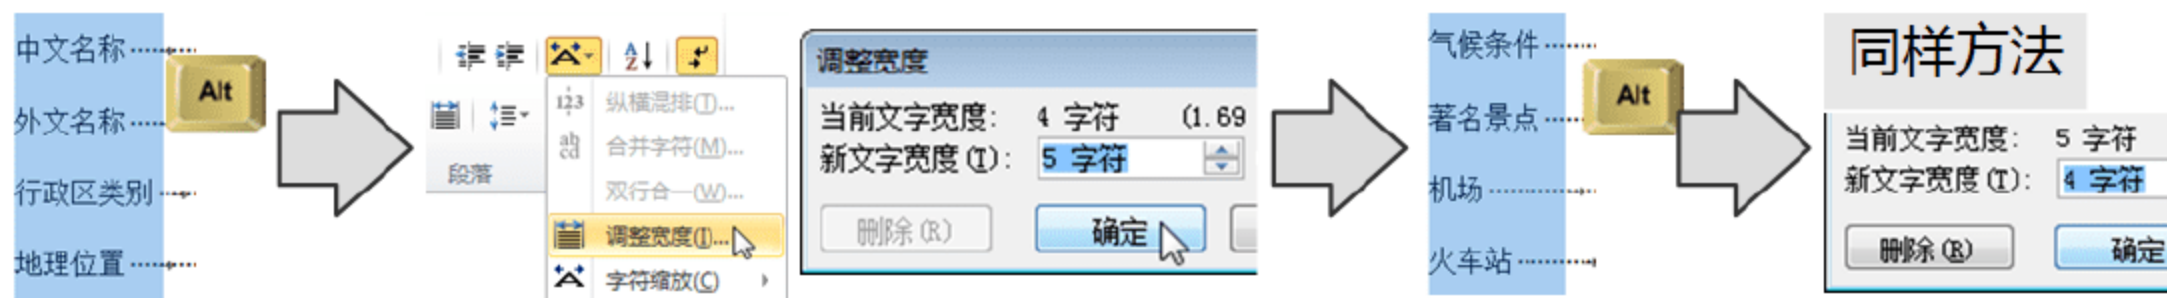 中文名称
外文名称
行政区类别
地理位置
Alt
段落
纵横混排(T)...
合并字符(M)...
双行合一(W)...
调整宽度(I)...
字符缩放(C)
调整宽度
当前文字宽度: 4 字符 (1.69
新文字宽度(T): 5 字符
删除(R)
确定
气候条件
著名景点
机场
火车站
Alt
同样方法
当前文字宽度: 5 字符
新文字宽度(T): 4 字符
删除(R)
确定